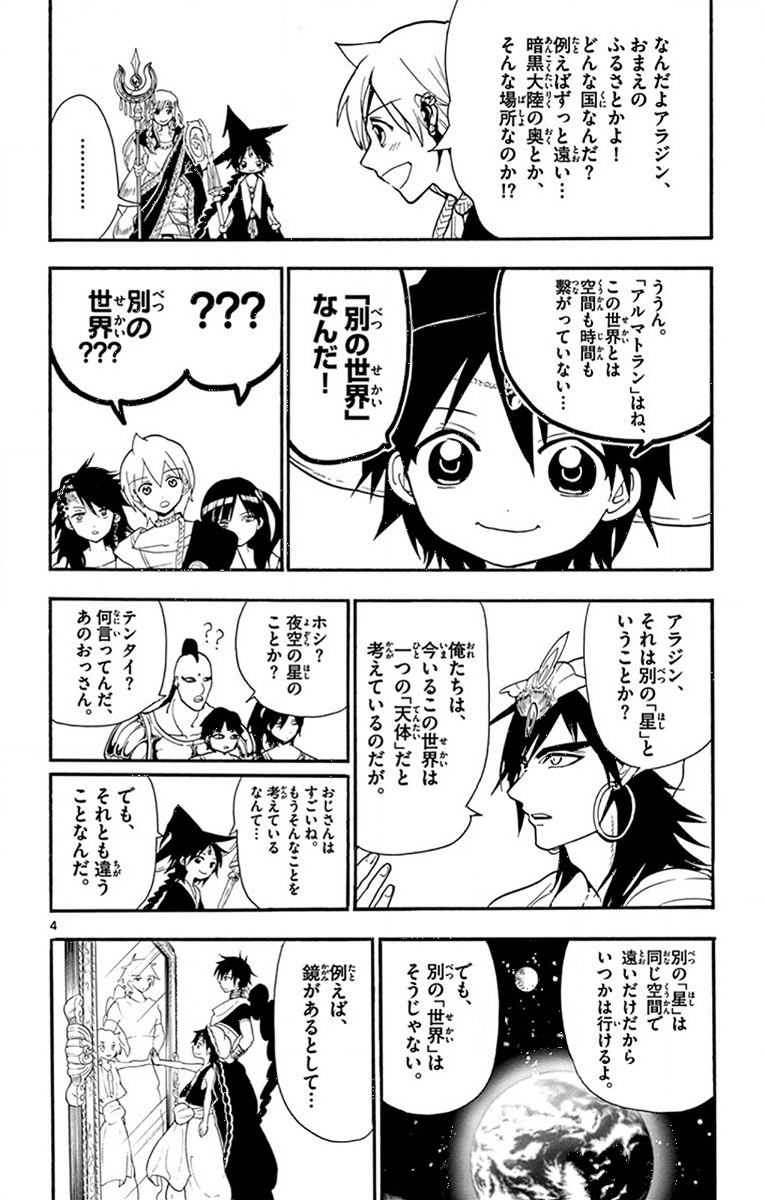 なんだよアラジン、
おまえの
ふるさとかよ！
どんな国なんだ？
例えばずっと遠い…
暗黒大陸の奥とか、
そんな場所なのか!?
…………
ううん。
「アルマトラン」はね、
この世界とは
空間も時間も
繋がっていない…
「別の世界」
なんだ！
???
別の
世界
???
アラジン、
それは別の「星」と
いうことか？
俺たちは、
今いるこの世界は
一つの「天体」だと
考えているのだが。
ホシ？
夜空の星の
ことか？
??
テンタイ？
何言ってんだ、
あのおっさん。
おじさんは
すごいね。
もうそんなことを
考えている
なんて…
でも、
それとも違う
ことなんだ。
4
別の「星」は
同じ空間で
遠いだけだから
いつかは行けるよ。
でも、
別の「世界」は
そうじゃない。
例えば、
鏡があるとして…